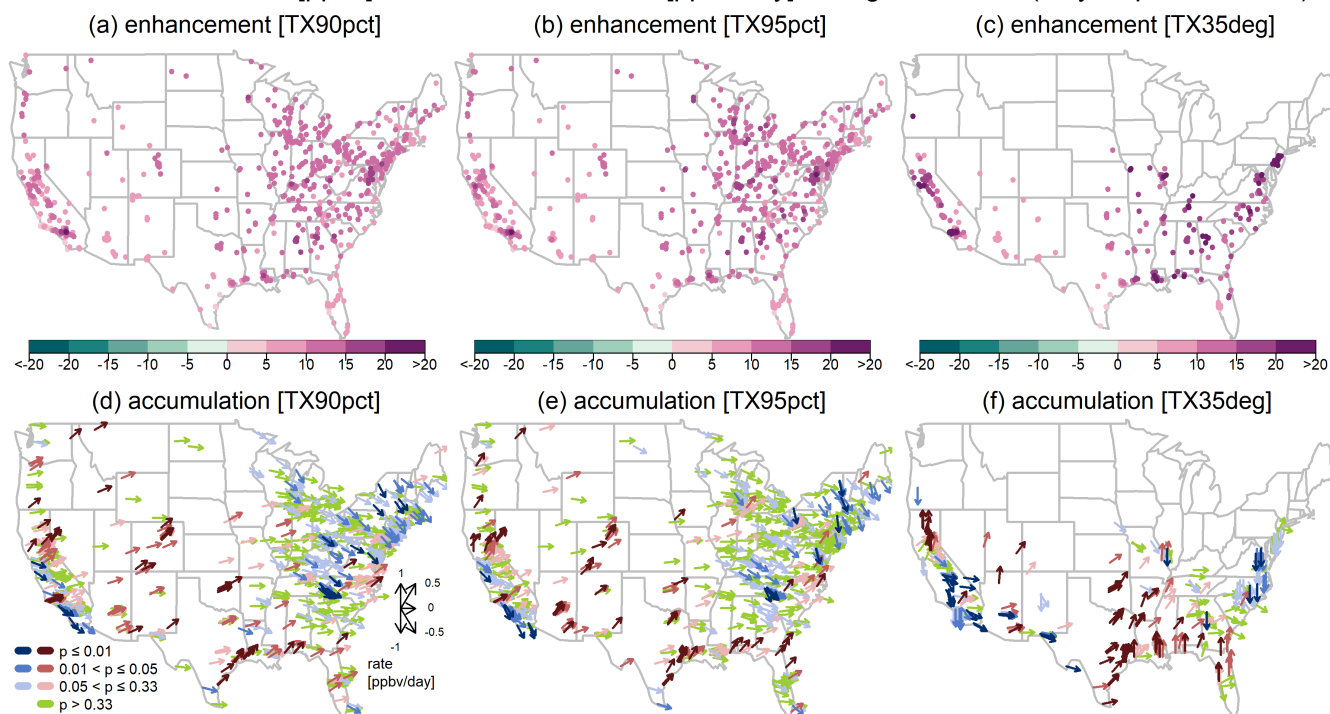 (a) enhancement [TX90pct] (b) enhancement [TX95pct] (c) enhancement [TX35deg]
<-20 -20 -15 -10 -5 0 5 10 15 20 >20 <-20 -20 -15 -10 -5 0 5 10 15 20 >20 <-20 -20 -15 -10 -5 0 5 10 15 20 >20
(d) accumulation [TX90pct] (e) accumulation [TX95pct] (f) accumulation [TX35deg]
1
0.5
0
-0.5
-1
p ≤ 0.01
0.01 < p ≤ 0.05
0.05 < p ≤ 0.33
p > 0.33
rate
[ppbv/day]